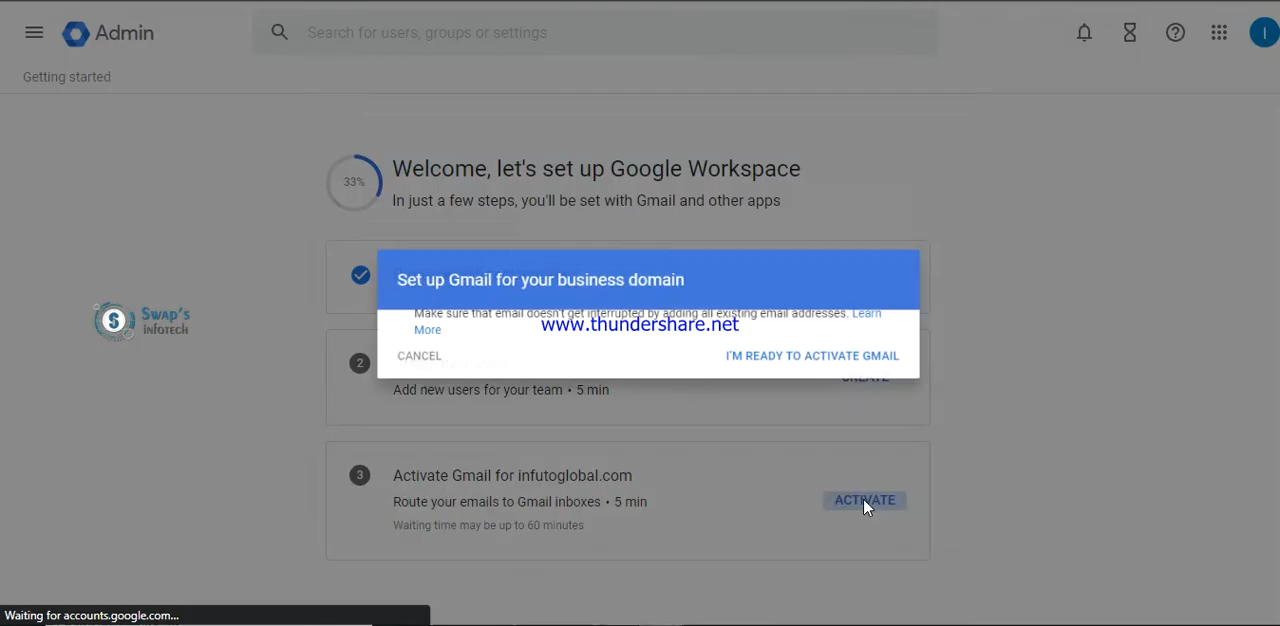 Admin
Search for users, groups or settings
I
Getting started
33%
Welcome, let's set up Google Workspace
In just a few steps, you'll be set with Gmail and other apps
Set up Gmail for your business domain
Make sure that email doesn't get interrupted by adding all existing email addresses. Learn
More
www.thundershare.net
S
SWAP'S
INFOTECH
CANCEL
I'M READY TO ACTIVATE GMAIL
2
CREATE
Add new users for your team • 5 min
3
Activate Gmail for infutoglobal.com
Route your emails to Gmail inboxes • 5 min
ACTIVATE
Waiting time may be up to 60 minutes
Waiting for accounts.google.com...